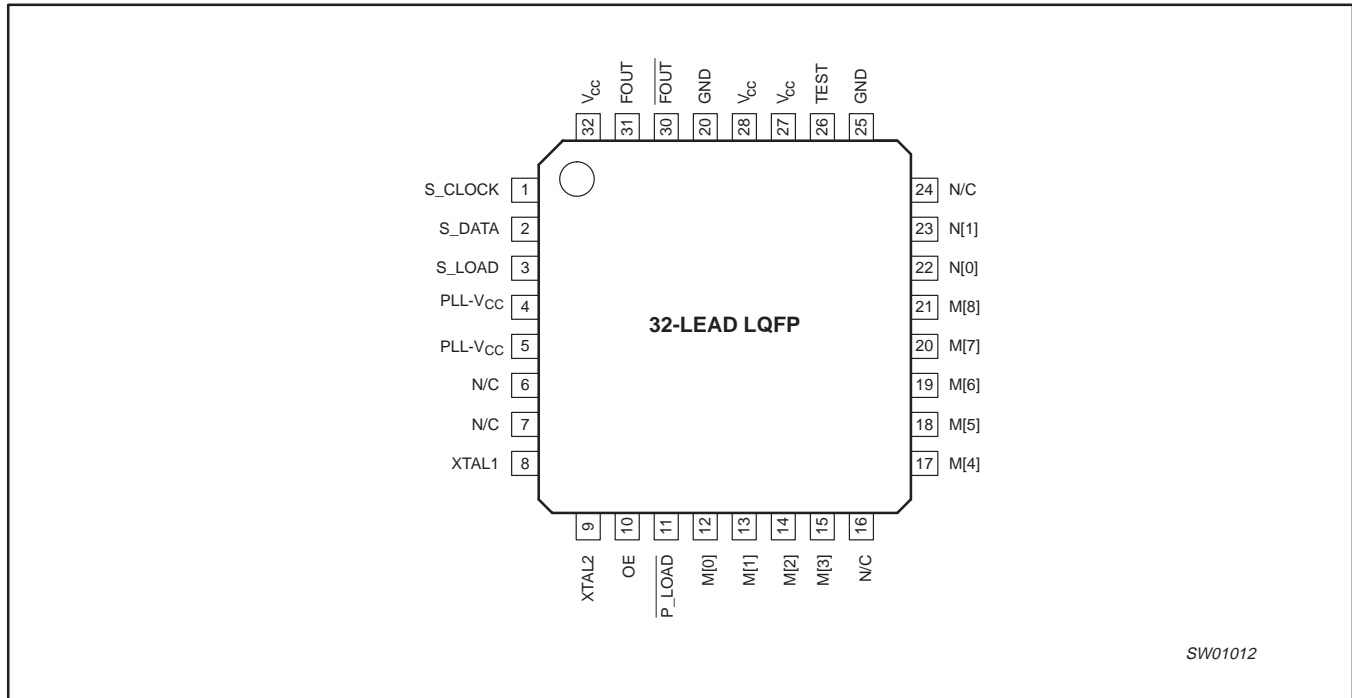 VCC FOUT FOUT GND VCC VCC TEST GND
32 31 30 20 28 27 26 25
S_CLOCK 1
S_DATA 2
S_LOAD 3
PLL-VCC 4
PLL-VCC 5
N/C 6
N/C 7
XTAL1 8
32-LEAD LQFP
24 N/C
23 N[1]
22 N[0]
21 M[8]
20 M[7]
19 M[6]
18 M[5]
17 M[4]
9 10 11 12 13 14 15 16
XTAL2 OE P_LOAD M[0] M[1] M[2] M[3] N/C
SW01012